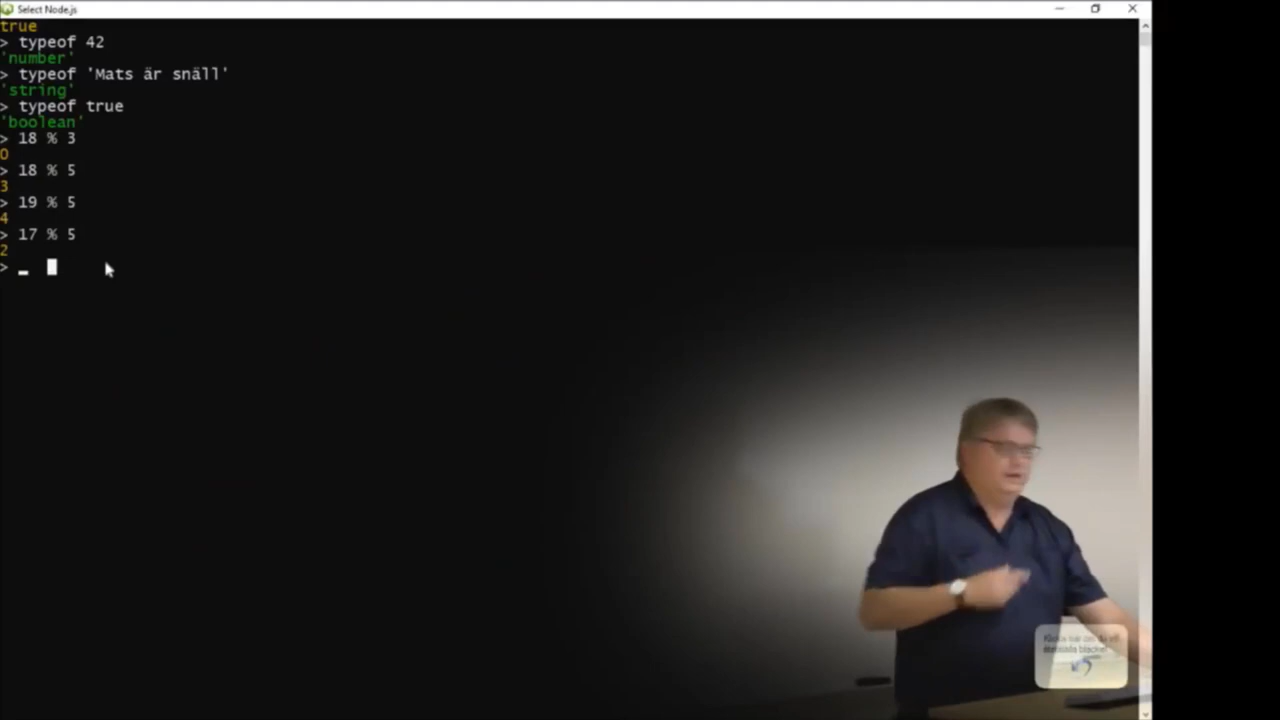 Select Node.js
true
> typeof 42
'number'
> typeof 'Mats är snäll'
'string'
> typeof true
'boolean'
> 18 % 3
0
> 18 % 5
3
> 19 % 5
4
> 17 % 5
2
>